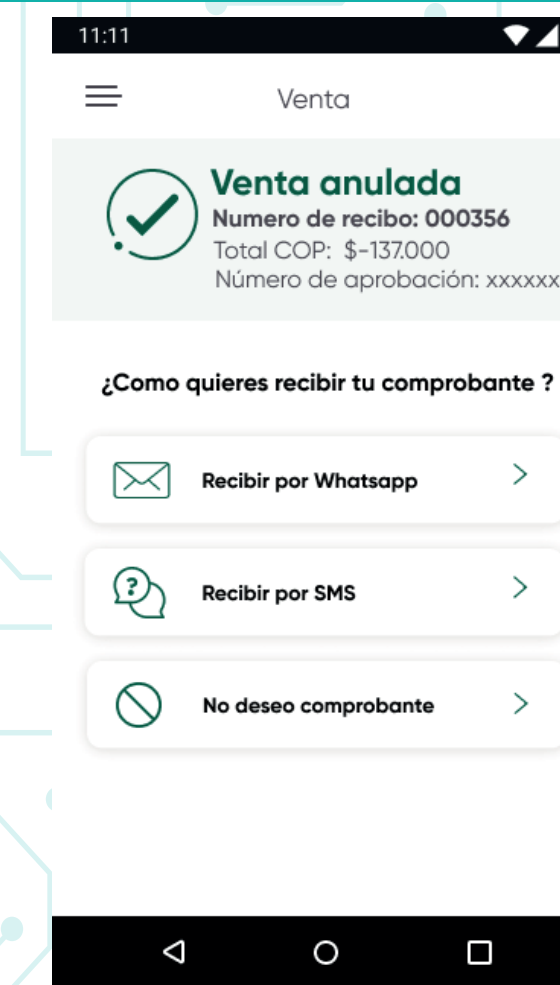 11:11
Venta
Venta anulada
Numero de recibo: 000356
Total COP: $-137.000
Número de aprobación: xxxxxx
¿Como quieres recibir tu comprobante ?
Recibir por Whatsapp
Recibir por SMS
No deseo comprobante